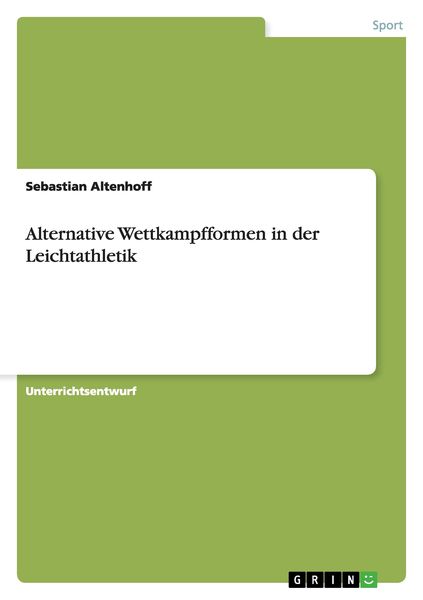 Sport
Sebastian Altenhoff
Alternative Wettkampfformen in der
Leichtathletik
Unterrichtsentwurf
GRIN